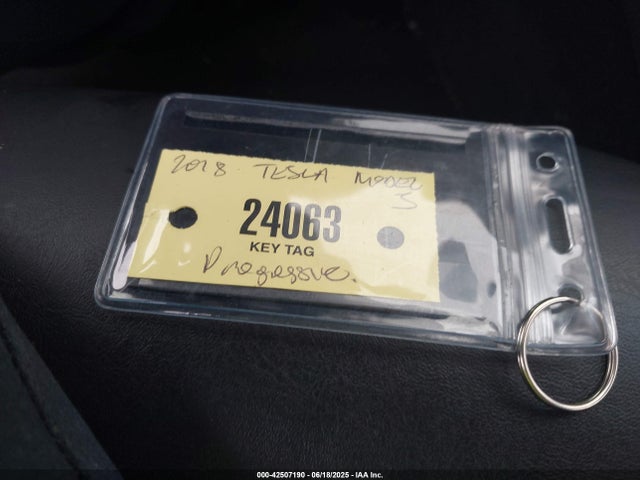 2018 TESLA MODEL
3
24063
KEY TAG
Progressive.
000-42507190 - 06/18/2025 - IAA Inc.